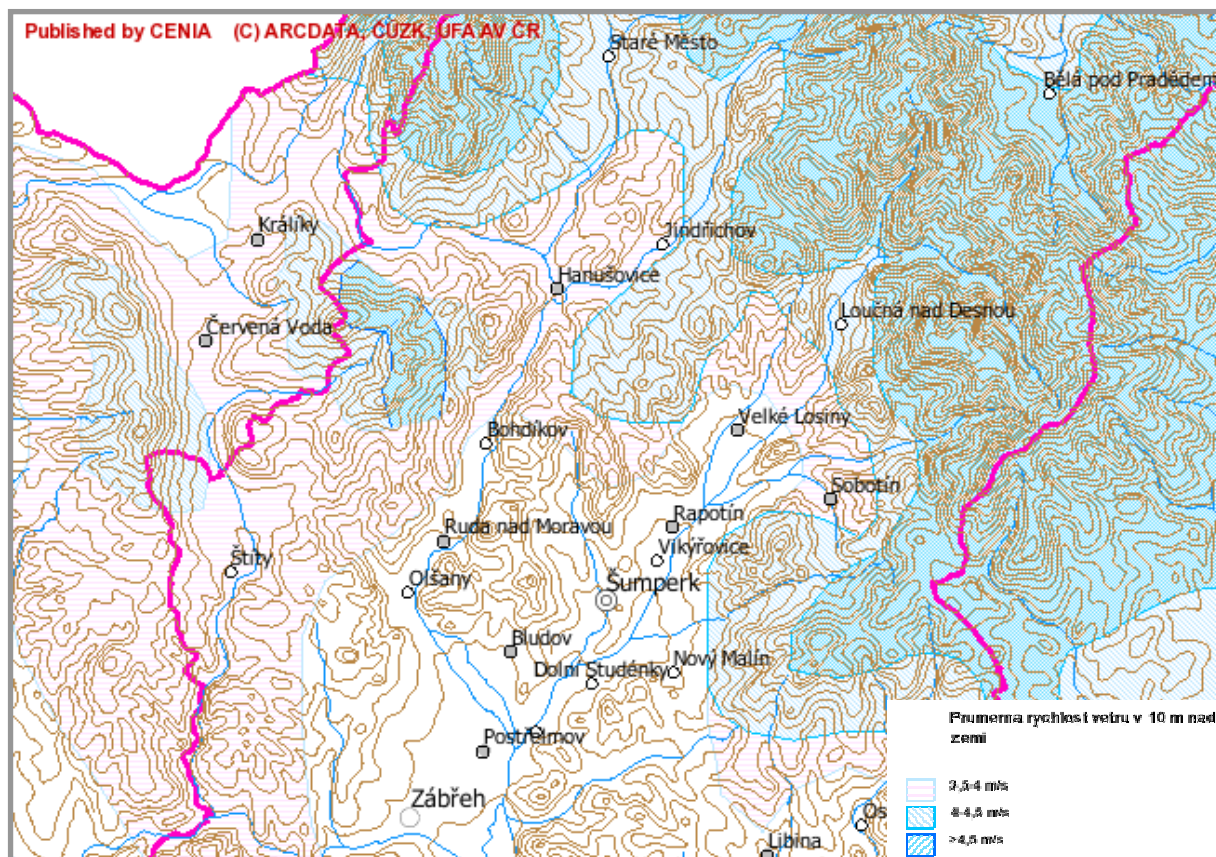 Published by CENIA (C) ARCDATA, ČÚZK, ÚFA AV ČR
Staré Město
Bělá pod Pradědem
Králíky
Jindřichov
Hanušovice
Červená Voda
Loučná nad Desnou
Bohdíkov
Velké Losiny
Sobotín
Ruda nad Moravou
Rapotín
Vikýřovice
Štíty
Olšany
Šumperk
Bludov
Dolní Studénky
Nový Malín
Postřelmov
Zábřeh
Os
Libina
Prumerna rychlost vetru v 10 m nad
zemi
3,5-4 m/s
4-4,5 m/s
>4,5 m/s